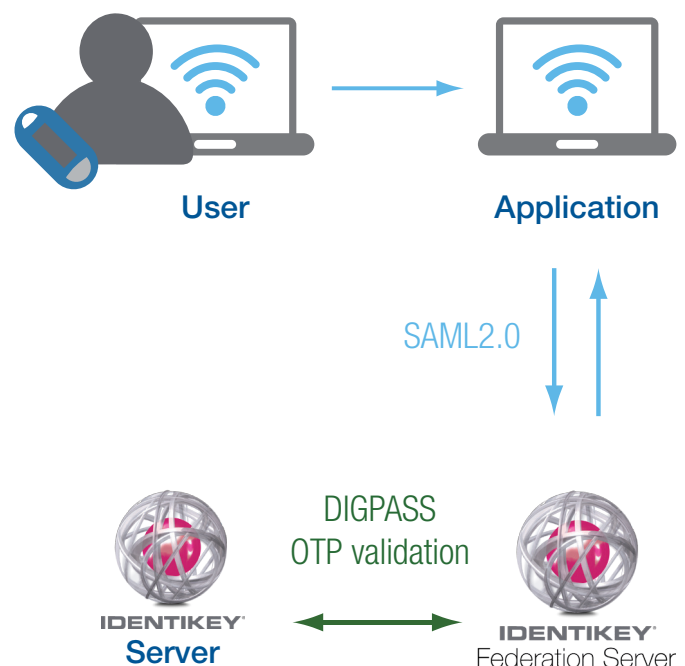 User
Application
SAML2.0
DIGPASS
OTP validation
IDENTIKEY
Server
IDENTIKEY
Federation Server